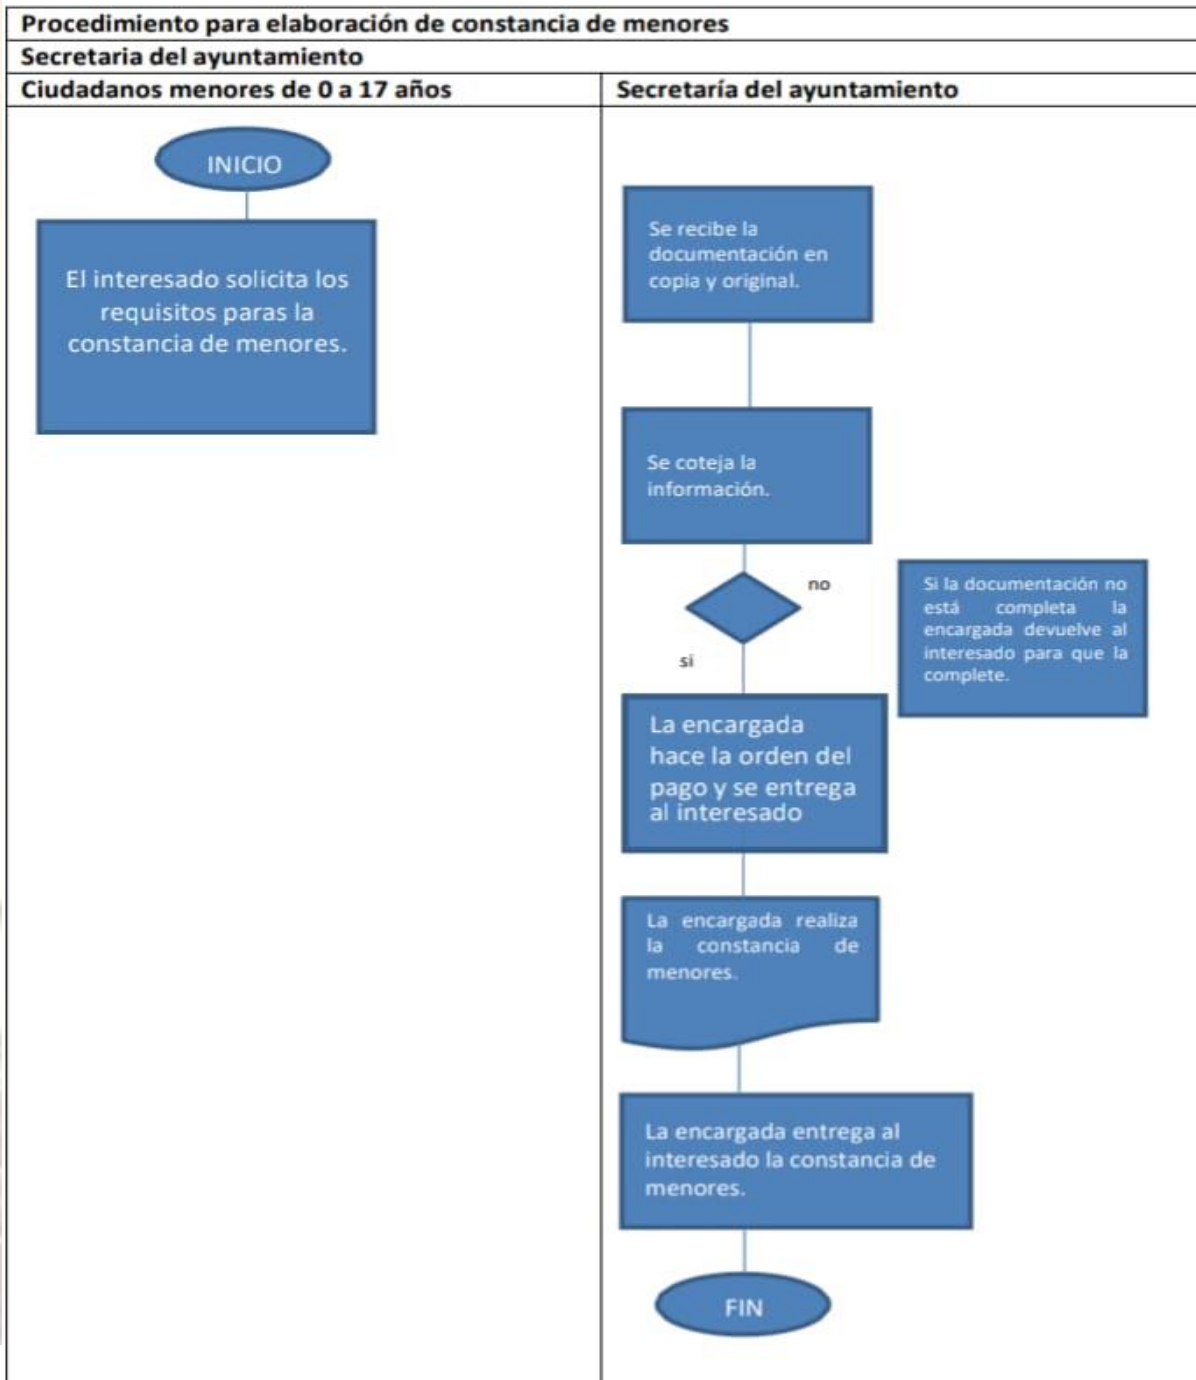 Procedimiento para elaboración de constancia de menores
Secretaria del ayuntamiento
Ciudadanos menores de 0 a 17 años
Secretaría del ayuntamiento
INICIO
El interesado solicita los
requisitos paras la
constancia de menores.
Se recibe la
documentación en
copia y original.
Se coteja la
información.
no
si
Si la documentación no
está completa la
encargada devuelve al
interesado para que la
complete.
La encargada
hace la orden del
pago y se entrega
al interesado
La encargada realiza
la constancia de
menores.
La encargada entrega al
interesado la constancia de
menores.
FIN